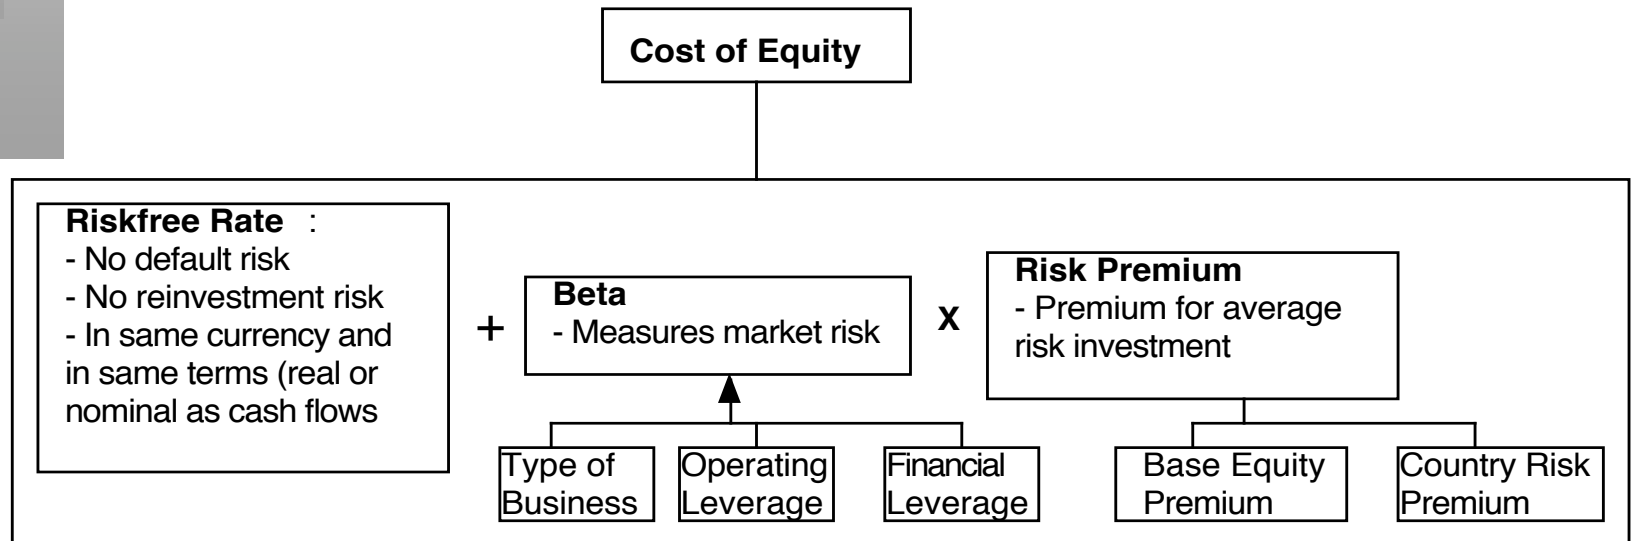 Cost of Equity
Riskfree Rate :
- No default risk
- No reinvestment risk
- In same currency and
in same terms (real or
nominal as cash flows
+
Beta
- Measures market risk
x
Risk Premium
- Premium for average
risk investment
Type of
Business
Operating
Leverage
Financial
Leverage
Base Equity
Premium
Country Risk
Premium